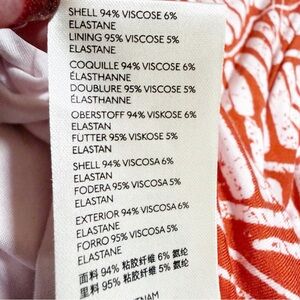 SHELL 94% VISCOSE 6%
ELASTANE
LINING 95% VISCOSE 5%
ELASTANE
COQUILLE 94% VISCOSE 6%
ÉLASTHANNE
DOUBLURE 95% VISCOSE 5%
ÉLASTHANNE
OBERSTOFF 94% VISKOSE 6%
ELASTAN
FUTTER 95% VISKOSE 5%
ELASTAN
SHELL 94% VISCOSA 6%
ELASTAN
FODERA 95% VISCOSA 5%
ELASTAN
EXTERIOR 94% VISCOSA 6%
ELASTANE
FORRO 95% VISCOSA 5%
ELASTANE
面料 94% 粘胶纤维 6% 氨纶
里料 95% 粘胶纤维 5% 氨纶